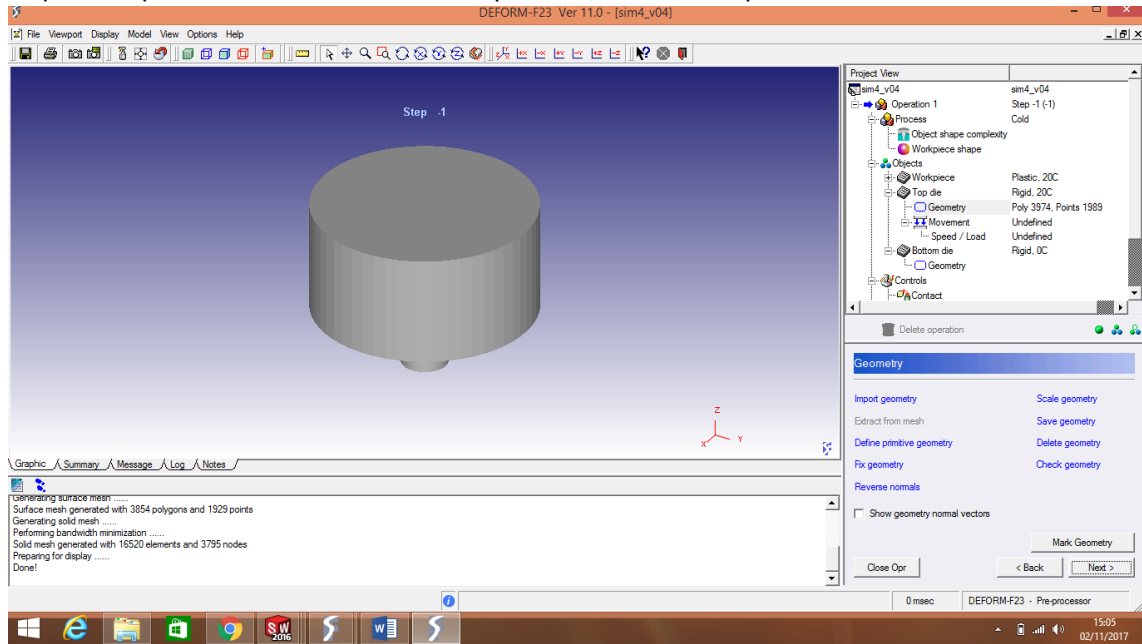 DEFORM-F23 Ver 11.0 - [sim4_v04]
File Viewport Display Model View Options Help
Step -1
Z
X
Y
Graphic Summary Message Log Notes
Generating surface mesh ......
Surface mesh generated with 3854 polygons and 1929 points
Generating solid mesh ......
Performing bandwidth minimization ......
Solid mesh generated with 16520 elements and 3795 nodes
Preparing for display ......
Done!
Project View
sim4_v04 sim4_v04
Operation 1 Step -1 (-1)
Process Cold
Object shape complexity
Workpiece shape
Objects
Workpiece Plastic, 20C
Top die Rigid, 20C
Geometry Poly 3974, Points 1989
Movement Undefined
Speed / Load Undefined
Bottom die Rigid, 0C
Geometry
Controls
Contact
Delete operation
Geometry
Import geometry Scale geometry
Extract from mesh Save geometry
Define primitive geometry Delete geometry
Fix geometry Check geometry
Reverse normals
Show geometry normal vectors
Mark Geometry
Close Opr < Back Next >
0 msec DEFORM-F23 - Pre-processor
SW
2016
15:05
02/11/2017